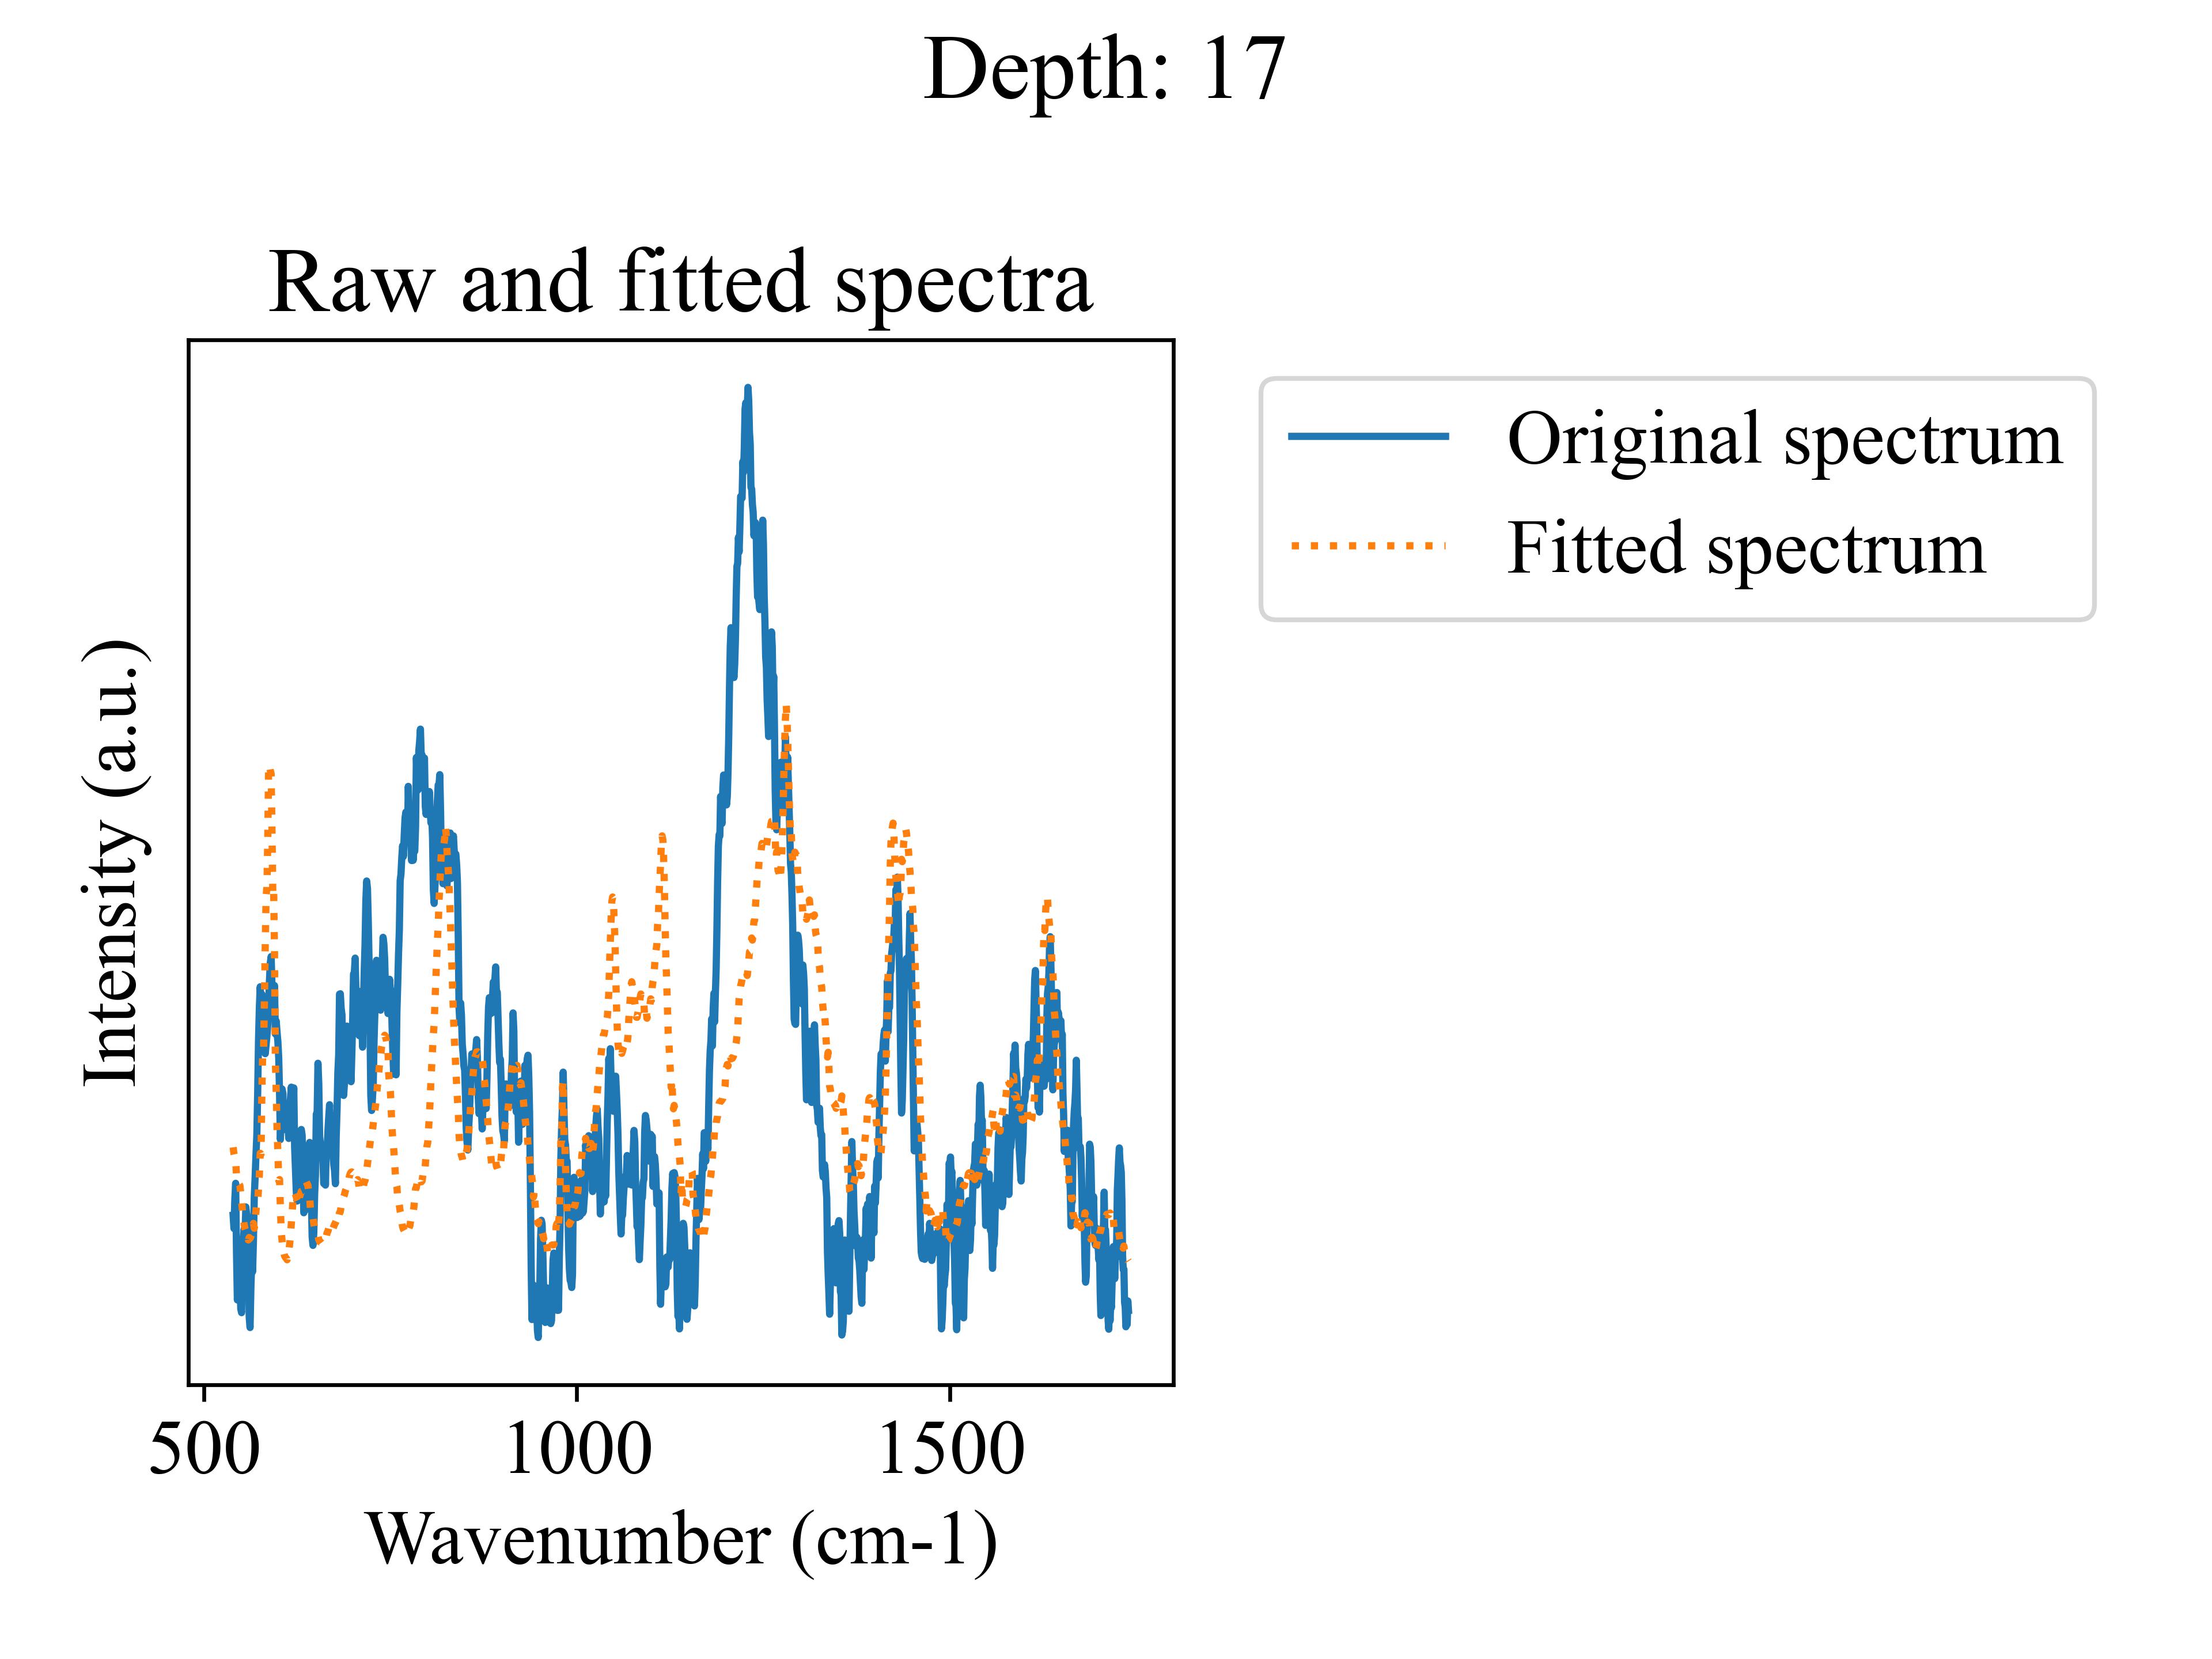 Depth: 17
Raw and fitted spectra
Original spectrum
Fitted spectrum
Intensity (a.u.)
500 1000 1500
Wavenumber (cm-1)